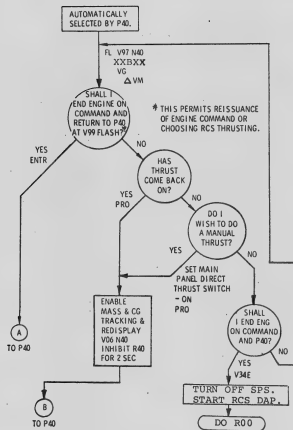 AUTOMATICALLY
SELECTED BY P40.
FL V97 N40
XXBXX
VG
ΔVM
SHALL I
END ENGINE ON
COMMAND AND
RETURN TO P40
AT V99 FLASH?*
* THIS PERMITS REISSUANCE
OF ENGINE COMMAND OR
CHOOSING RCS THRUSTING.
YES
ENTR
NO
HAS
THRUST
COME BACK
ON?
YES
PRO
NO
DO I
WISH TO DO
A MANUAL
THRUST?
YES
NO
SET MAIN
PANEL DIRECT
THRUST SWITCH
- ON
PRO
ENABLE
MASS & CG
TRACKING &
REDISPLAY
V06 N40
INHIBIT R40
FOR 2 SEC
SHALL
I END ENG
ON COMMAND
AND P40?
NO
YES
V34E
A
TO P40
TURN OFF SPS.
START RCS DAP.
B
TO P40
DO R00